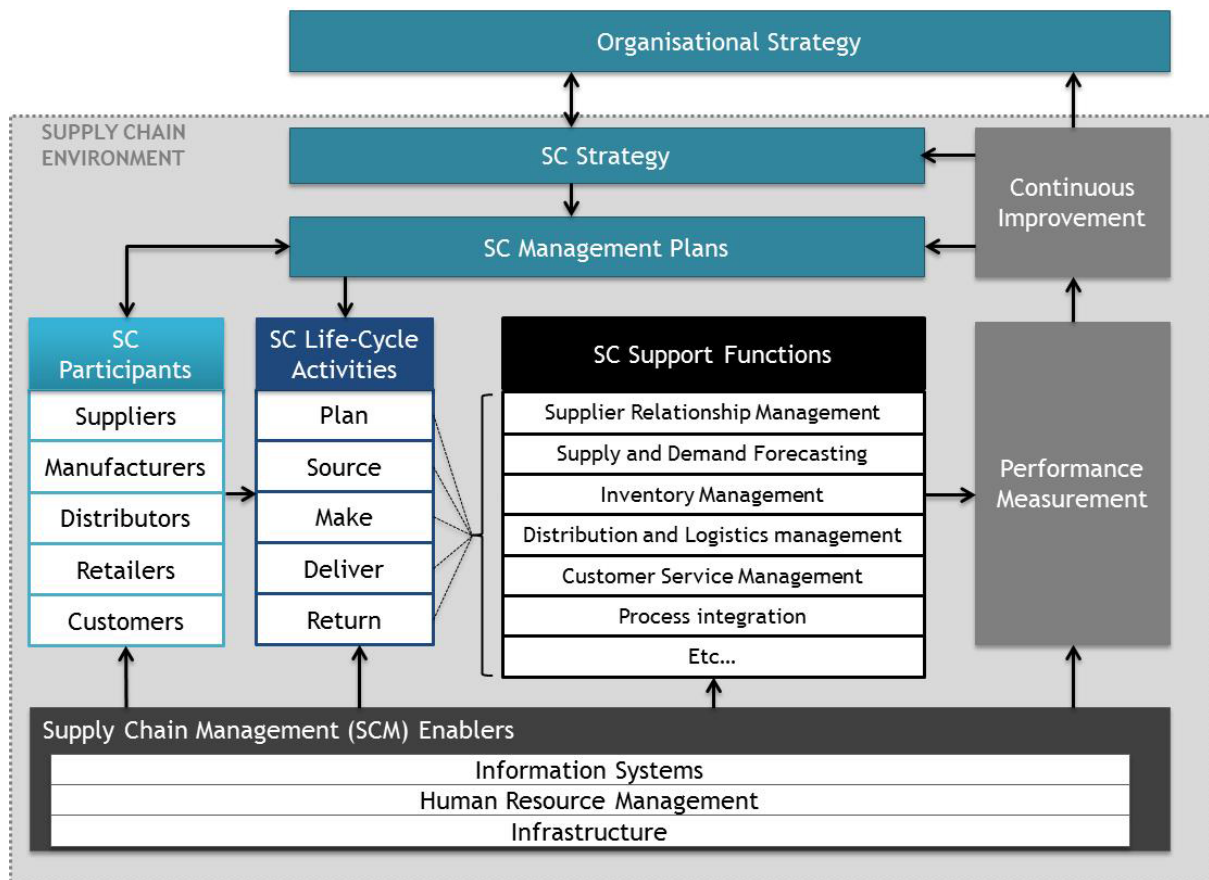 Organisational Strategy
SUPPLY CHAIN
ENVIRONMENT
SC Strategy
Continuous
Improvement
SC Management Plans
SC
Participants
Suppliers
Manufacturers
Distributors
Retailers
Customers
SC Life-Cycle
Activities
Plan
Source
Make
Deliver
Return
SC Support Functions
Supplier Relationship Management
Supply and Demand Forecasting
Inventory Management
Distribution and Logistics management
Customer Service Management
Process integration
Etc...
Performance
Measurement
Supply Chain Management (SCM) Enablers
Information Systems
Human Resource Management
Infrastructure